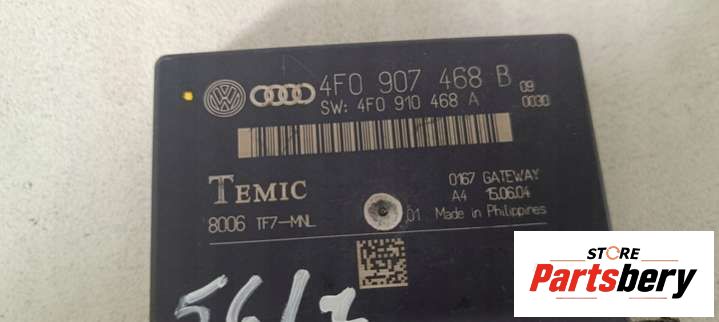 4F0 907 468 B 09
SW: 4F0 910 468 A 0030
TEMIC
0167 GATEWAY
A4 15.06.04
8006 TF7-MNL
01 Made in Philippines
STORE
Partsbery